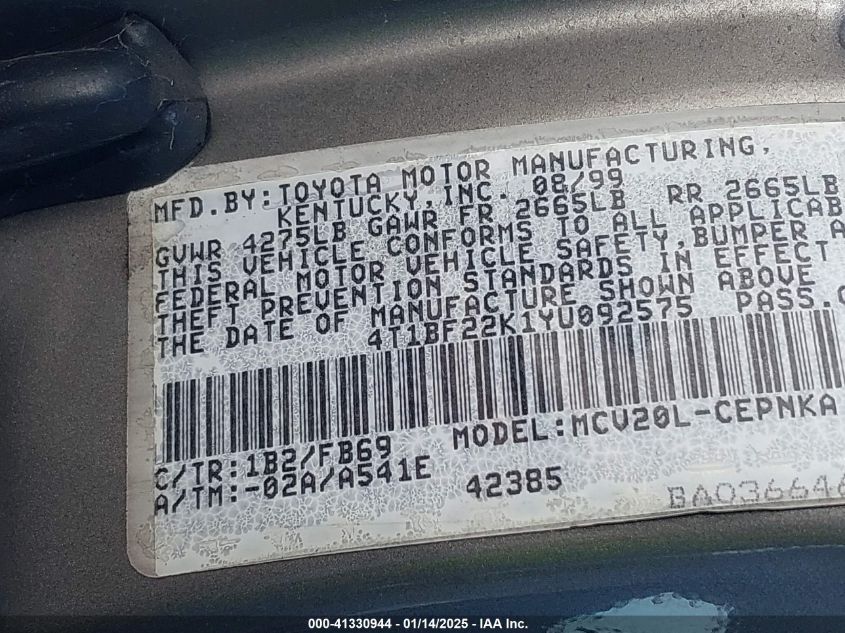 MFD.BY:TOYOTA MOTOR MANUFACTURING,
KENTUCKY,INC. 08/99
GVWR 4275LB GAWR FR 2665LB RR 2665LB
THIS VEHICLE CONFORMS TO ALL APPLICAB
FEDERAL MOTOR VEHICLE SAFETY,BUMPER A
THEFT PREVENTION STANDARDS IN EFFECT
THE DATE OF MANUFACTURE SHOWN ABOVE
4T1BF22K1YU092575 PASS.C
MODEL:MCV20L-CEPNKA
C/TR:1B2/FB69
A/TM:-02A/A541E
42385
BA03664
000-41330944 - 01/14/2025 - IAA Inc.